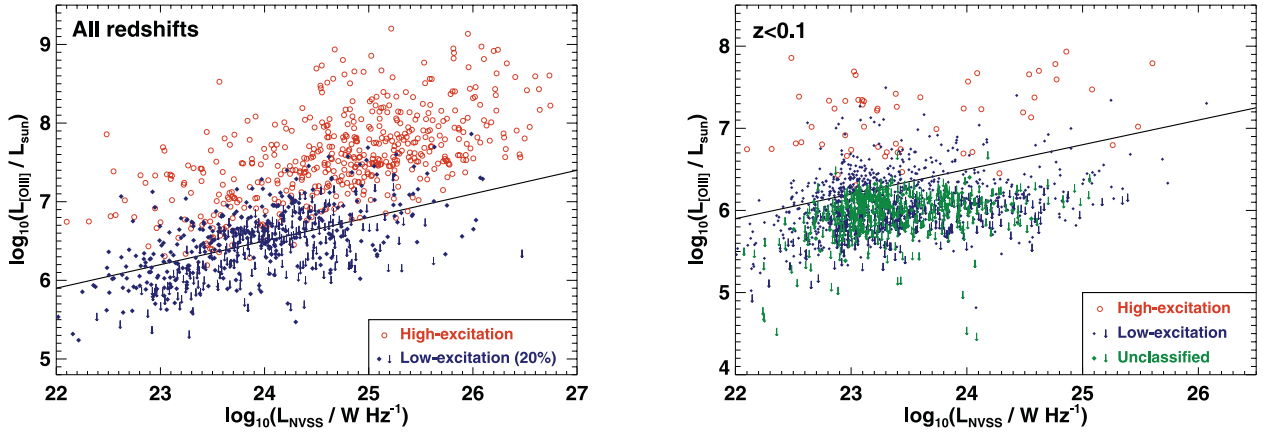 All redshifts
9
8
7
6
5
log₁₀(L[OIII] / Lsun)
22 23 24 25 26 27
log₁₀(LNVSS / W Hz⁻¹)
High-excitation
Low-excitation (20%)
z<0.1
8
7
6
5
4
log₁₀(L[OIII] / Lsun)
22 23 24 25 26
log₁₀(LNVSS / W Hz⁻¹)
High-excitation
Low-excitation
Unclassified